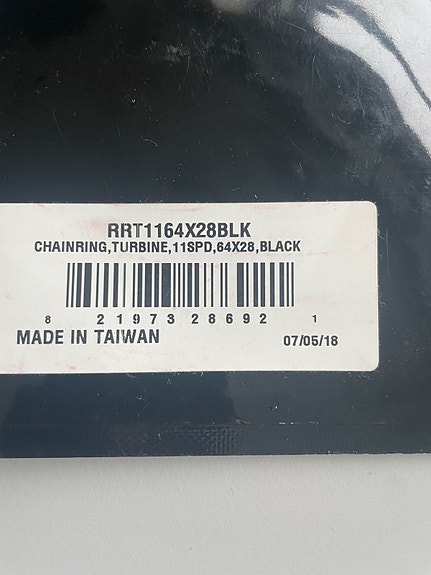 RRT1164X28BLK
CHAINRING,TURBINE,11SPD,64X28,BLACK
8 21973 28692 1
MADE IN TAIWAN 07/05/18